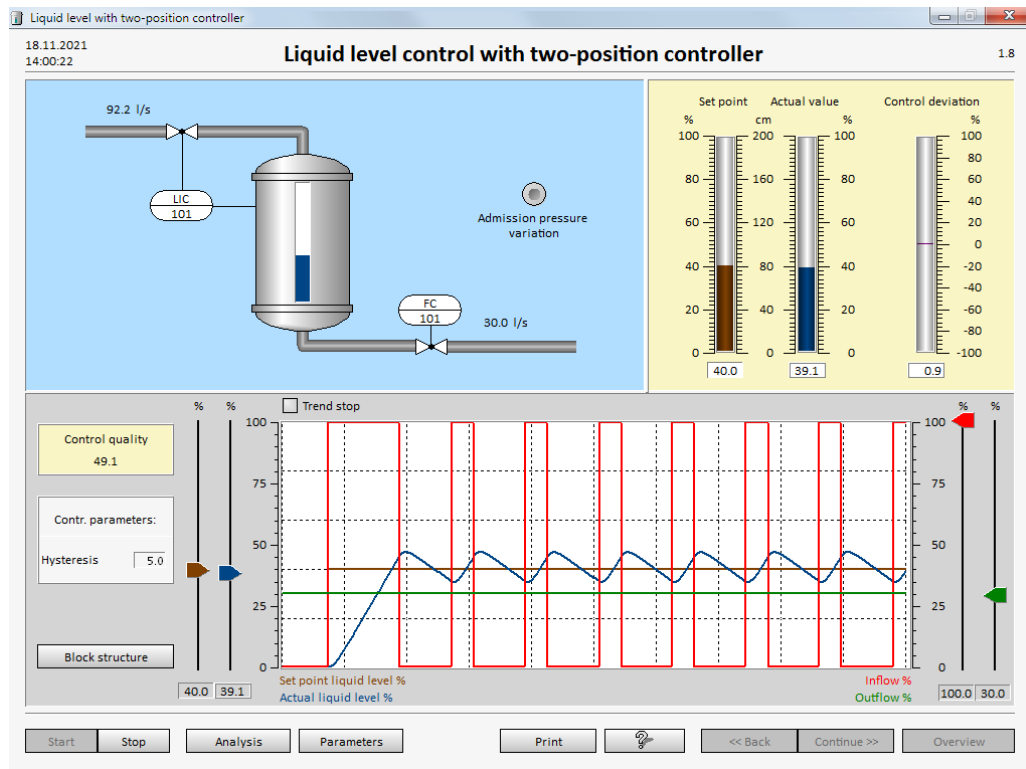 Liquid level with two-position controller
18.11.2021
14:00:22
Liquid level control with two-position controller
1.8
92.2 l/s
LIC
101
Admission pressure
variation
FC
101
30.0 l/s
Set point Actual value Control deviation
% cm % %
100 200 100 100
80
80 160 80 60
40
60 120 60 20
0
40 80 40 -20
-40
20 40 20 -60
-80
0 0 0 -100
40.0 39.1 0.9
% % Trend stop % %
100 100
Control quality
49.1
75 75
Contr. parameters:
Hysteresis 5.0
50 50
25 25
Block structure
0 0
40.0 39.1
Set point liquid level % Inflow %
Actual liquid level % Outflow %
100.0 30.0
Start Stop Analysis Parameters Print ? << Back Continue >> Overview